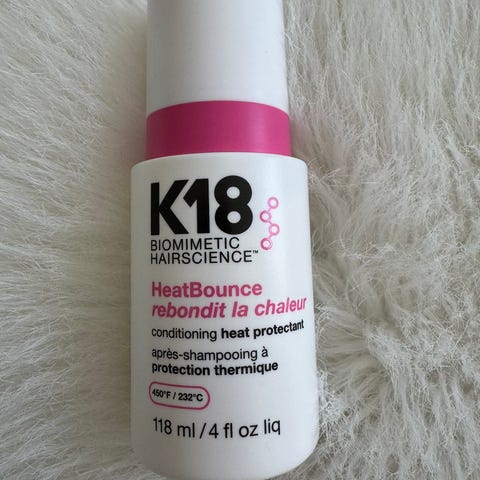 K18
BIOMIMETIC
HAIRSCIENCE™
HeatBounce
rebondit la chaleur
conditioning heat protectant
après-shampooing à
protection thermique
450°F / 232°C
118 ml / 4 fl oz liq